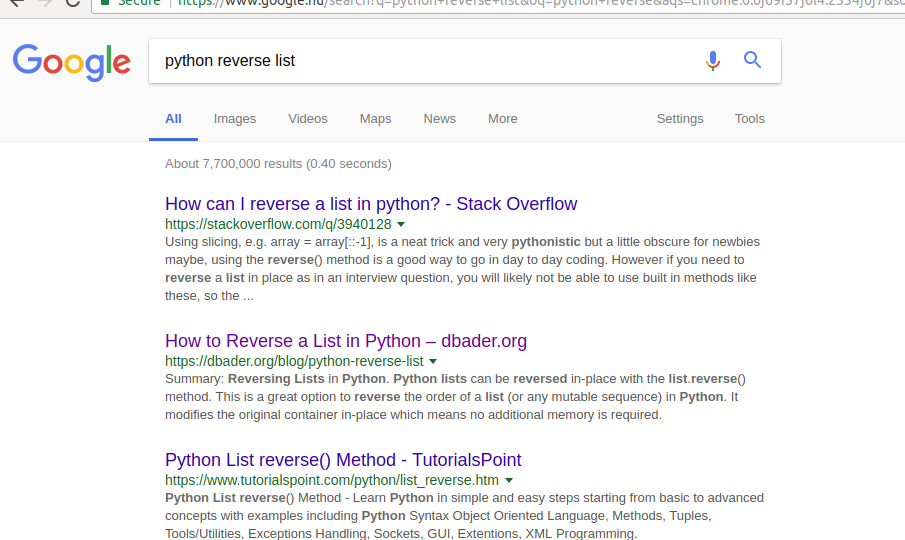 Secure https://www.google.hu/search?q=python+reverse+list&oq=python+reverse&aqs=chrome.0.0j69i57j0l4.2334j0j7&so
Google python reverse list
All Images Videos Maps News More Settings Tools
About 7,700,000 results (0.40 seconds)
How can I reverse a list in python? - Stack Overflow
https://stackoverflow.com/q/3940128
Using slicing, e.g. array = array[::-1], is a neat trick and very pythonistic but a little obscure for newbies
maybe, using the reverse() method is a good way to go in day to day coding. However if you need to
reverse a list in place as in an interview question, you will likely not be able to use built in methods like
these, so the ...
How to Reverse a List in Python – dbader.org
https://dbader.org/blog/python-reverse-list
Summary: Reversing Lists in Python. Python lists can be reversed in-place with the list.reverse()
method. This is a great option to reverse the order of a list (or any mutable sequence) in Python. It
modifies the original container in-place which means no additional memory is required.
Python List reverse() Method - TutorialsPoint
https://www.tutorialspoint.com/python/list_reverse.htm
Python List reverse() Method - Learn Python in simple and easy steps starting from basic to advanced
concepts with examples including Python Syntax Object Oriented Language, Methods, Tuples,
Tools/Utilities, Exceptions Handling, Sockets, GUI, Extentions, XML Programming.